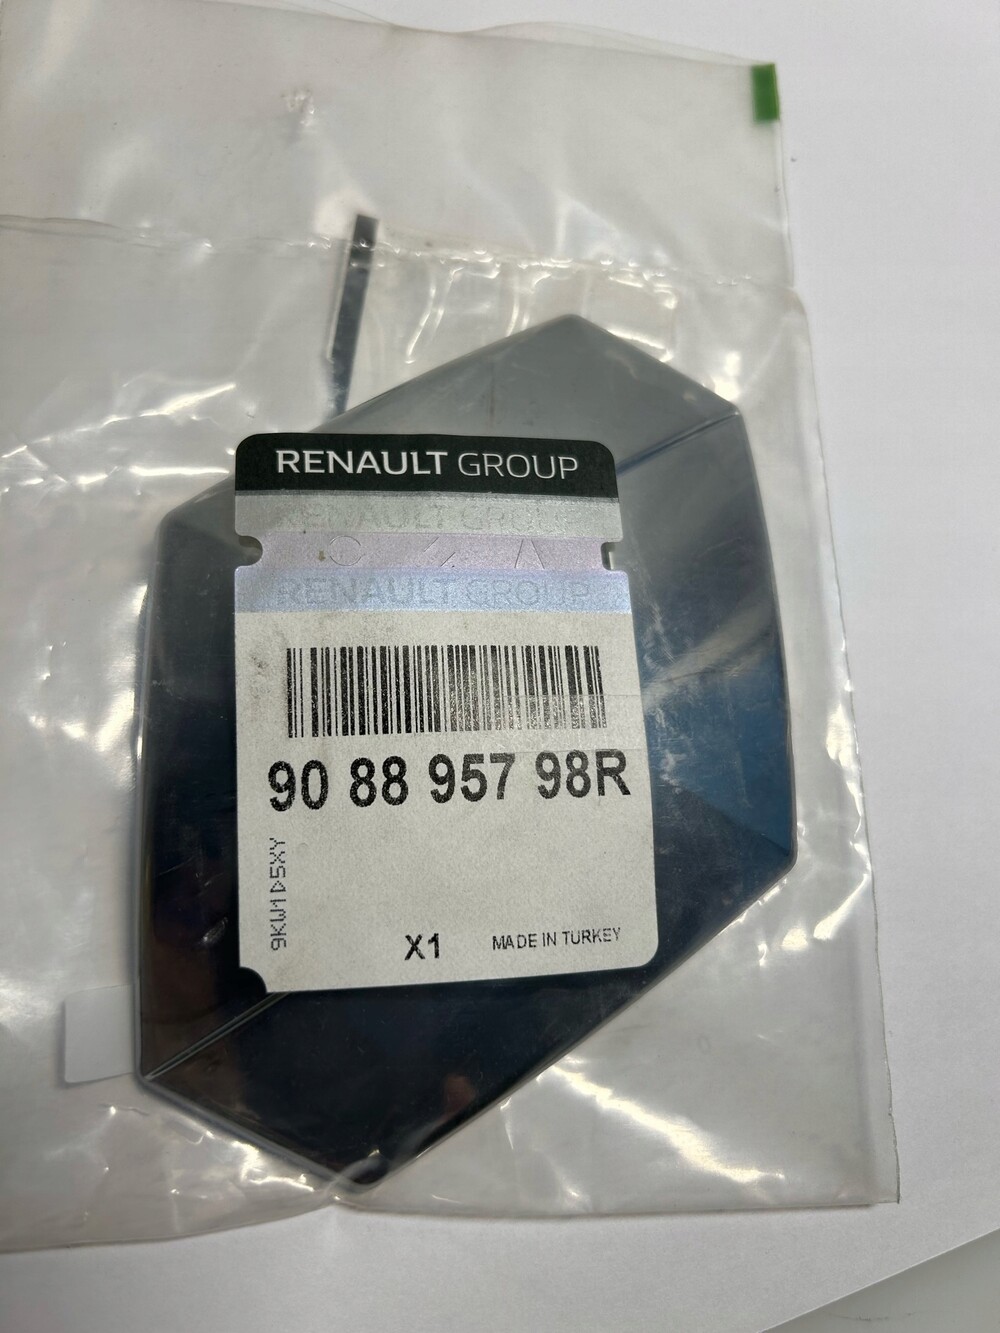 RENAULT GROUP
RENAULT GROUP
RENAULT GROUP
90 88 957 98R
9KW1D5XY
X1
MADE IN TURKEY